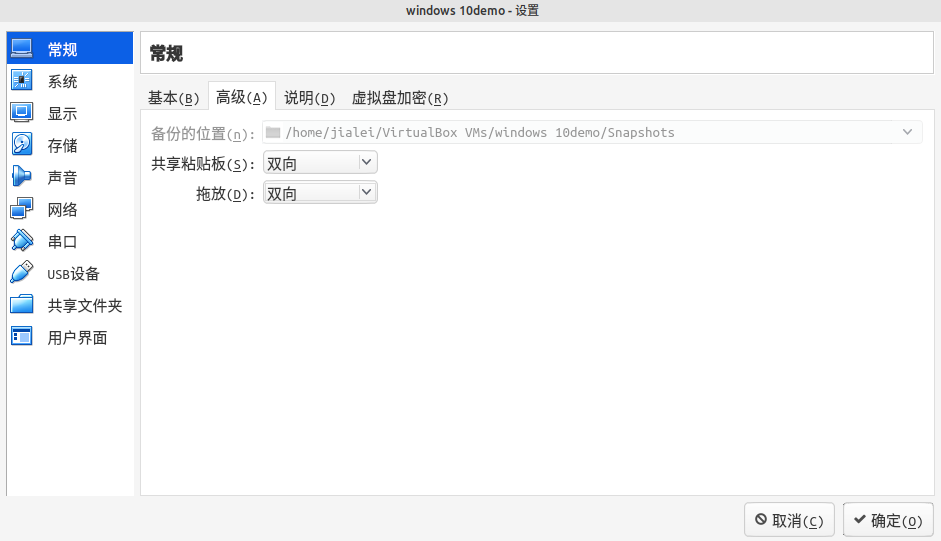 windows 10demo - 设置
常规
系统
显示
存储
声音
网络
串口
USB设备
共享文件夹
用户界面
常规
基本(B) 高级(A) 说明(D) 虚拟盘加密(R)
备份的位置(n): /home/jialei/VirtualBox VMs/windows 10demo/Snapshots
共享粘贴板(S): 双向
拖放(D): 双向
取消(C) 确定(O)